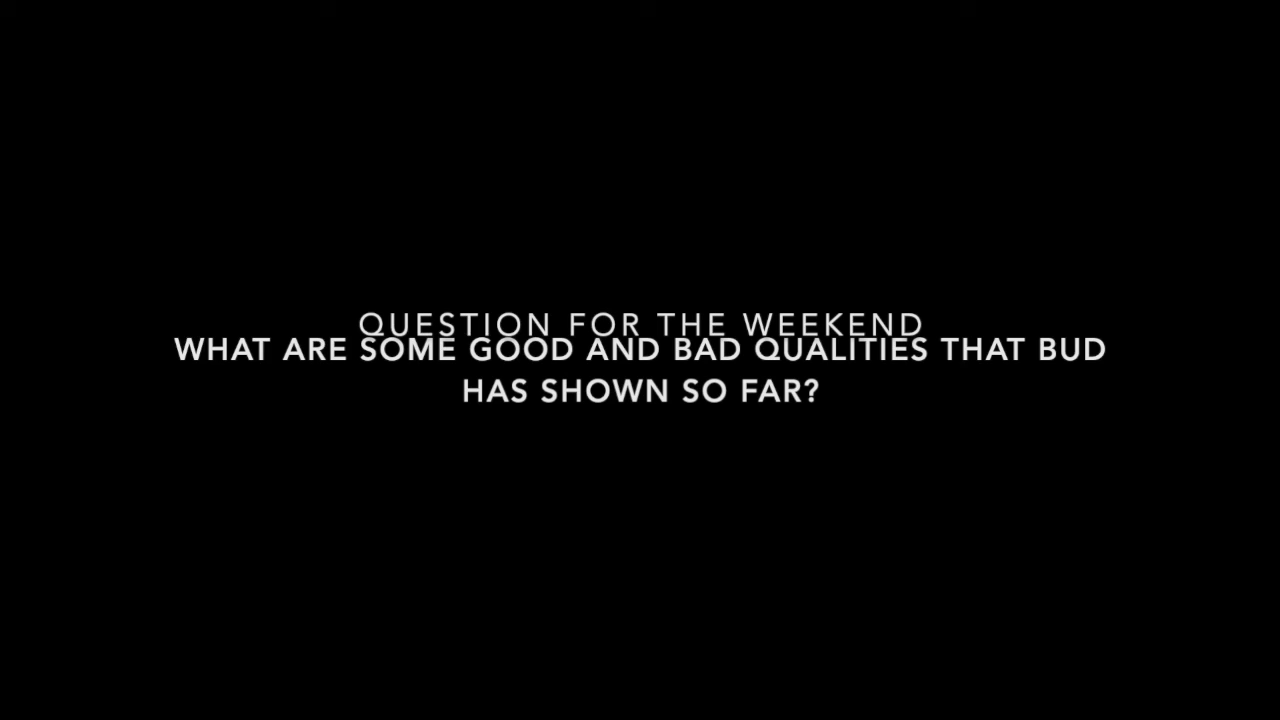 QUESTION FOR THE WEEKEND
WHAT ARE SOME GOOD AND BAD QUALITIES THAT BUD
HAS SHOWN SO FAR?